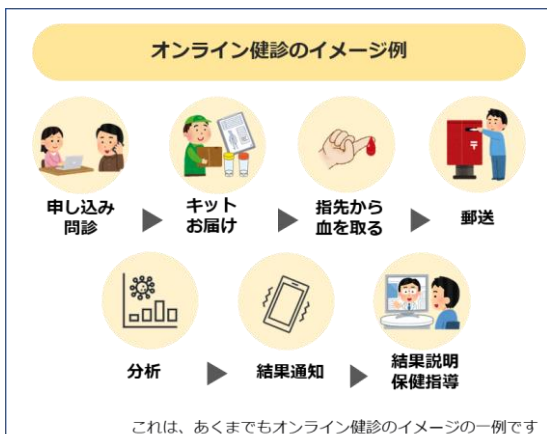 オンライン健診のイメージ例
申し込み
問診
キット
お届け
指先から
血を取る
郵送
分析
結果通知
結果説明
保健指導
これは、あくまでもオンライン健診のイメージの一例です